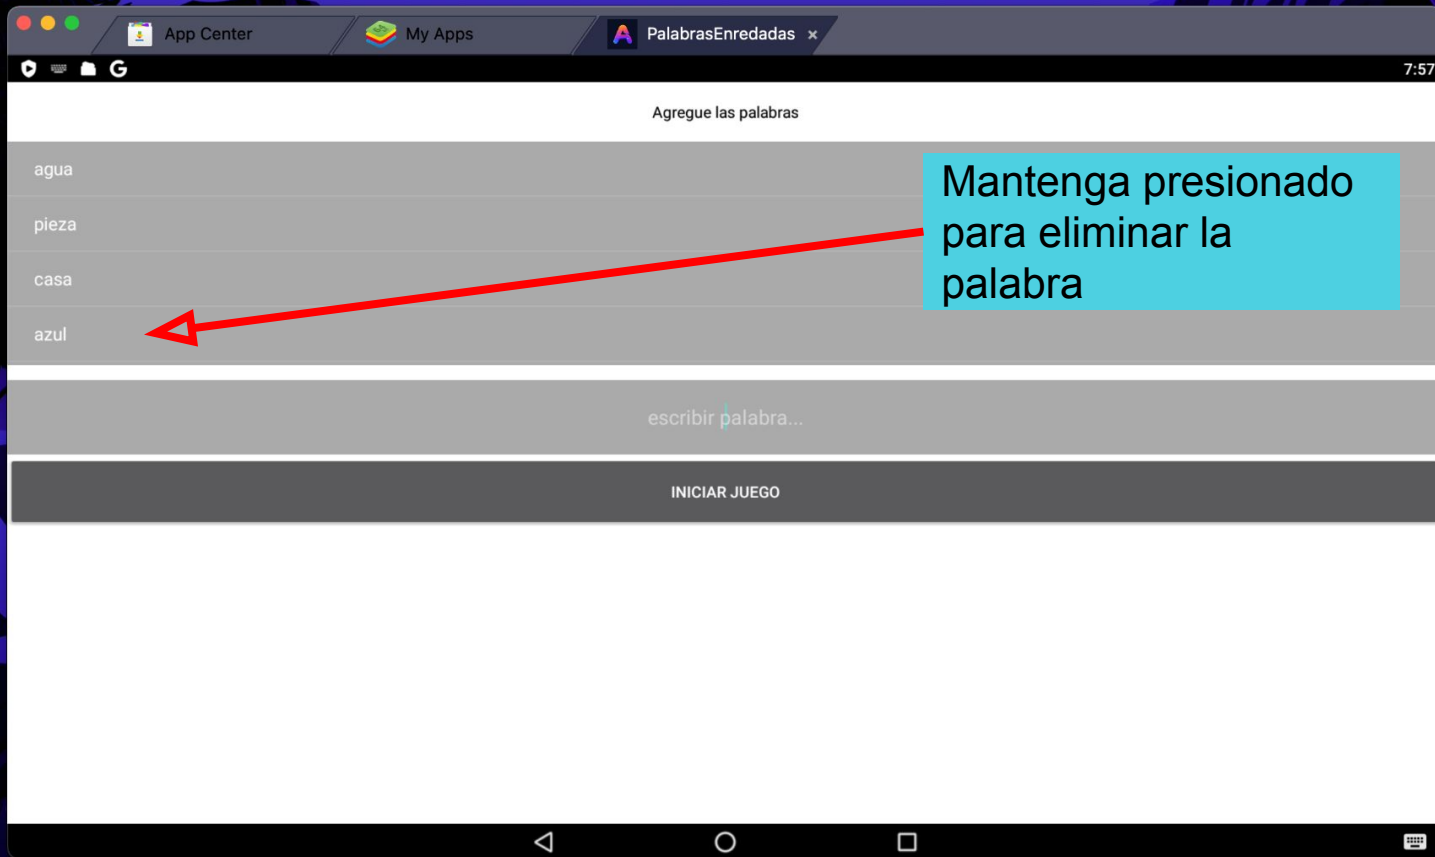 App Center
My Apps
PalabrasEnredadas
7:57
Agregue las palabras
agua
pieza
casa
azul
Mantenga presionado
para eliminar la
palabra
escribir palabra...
INICIAR JUEGO